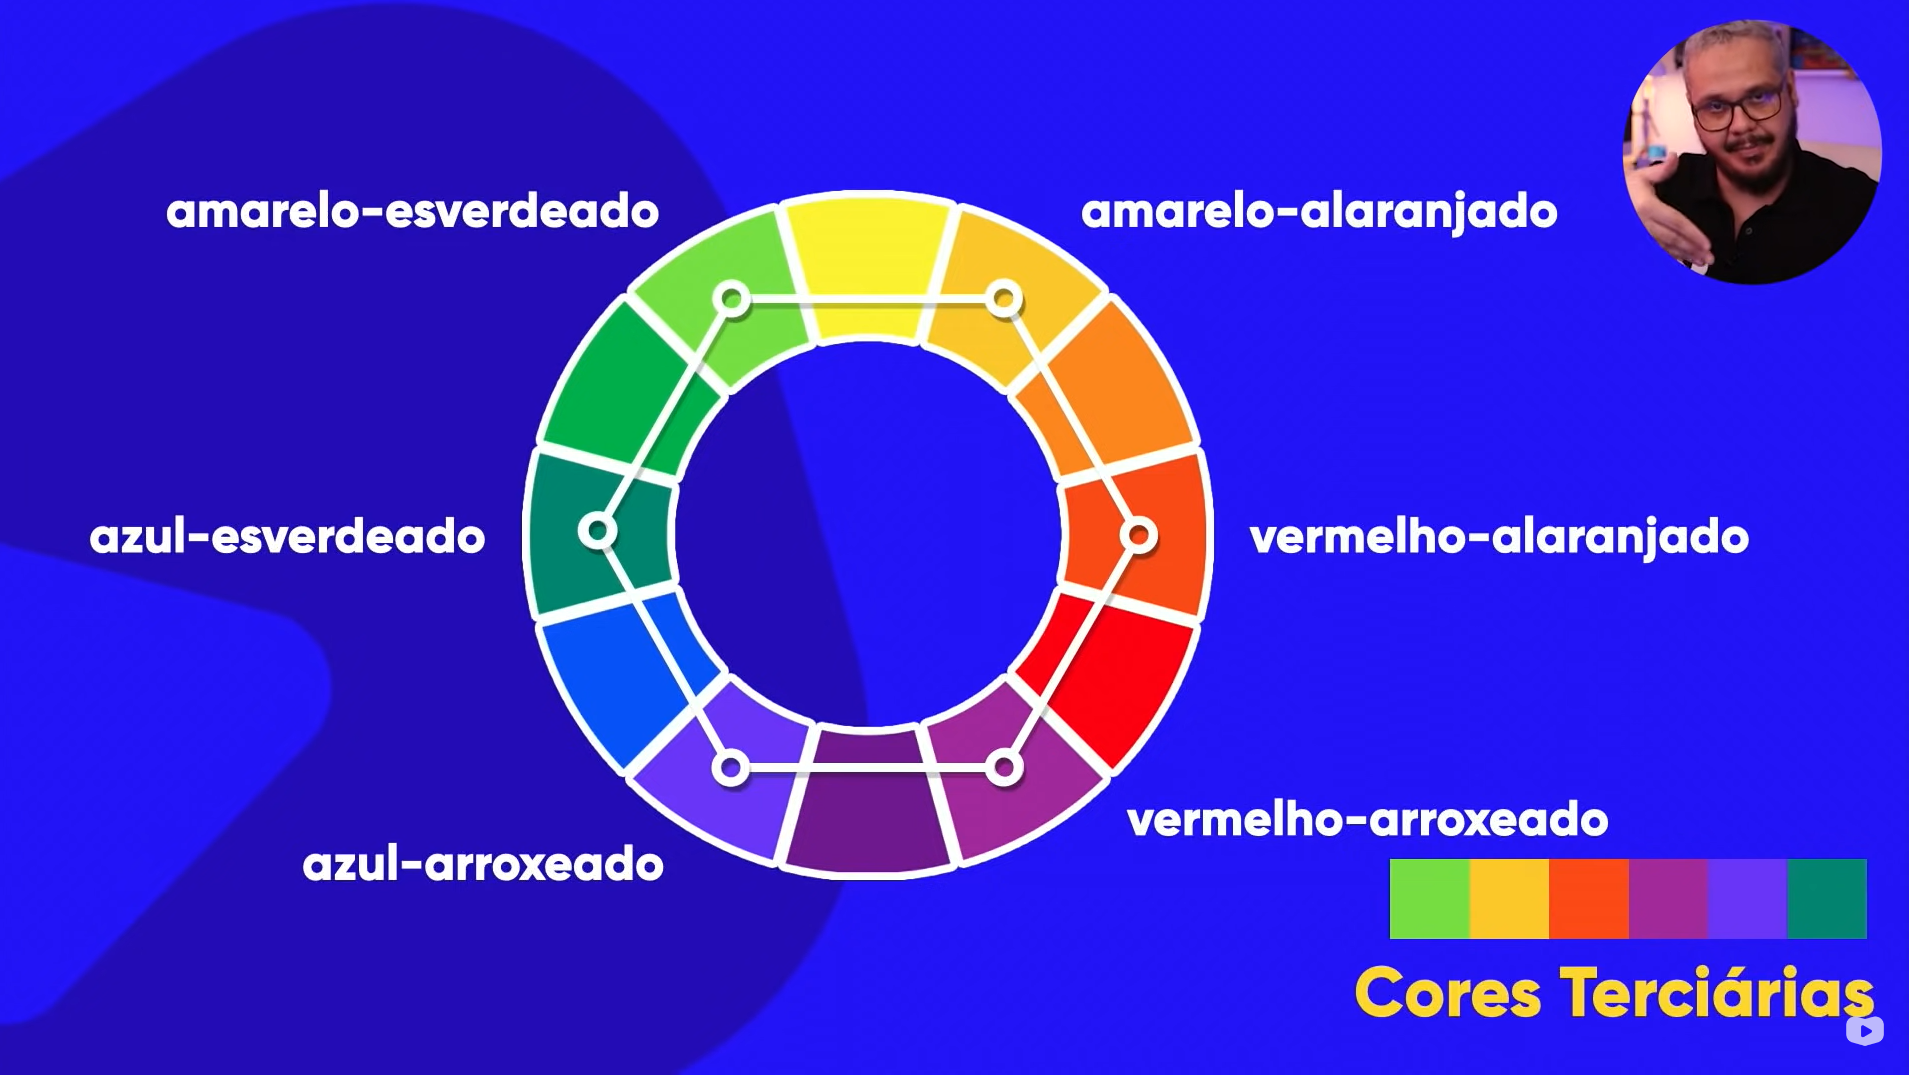 amarelo-esverdeado
amarelo-alaranjado
azul-esverdeado
vermelho-alaranjado
vermelho-arroxeado
azul-arroxeado
Cores Terciárias